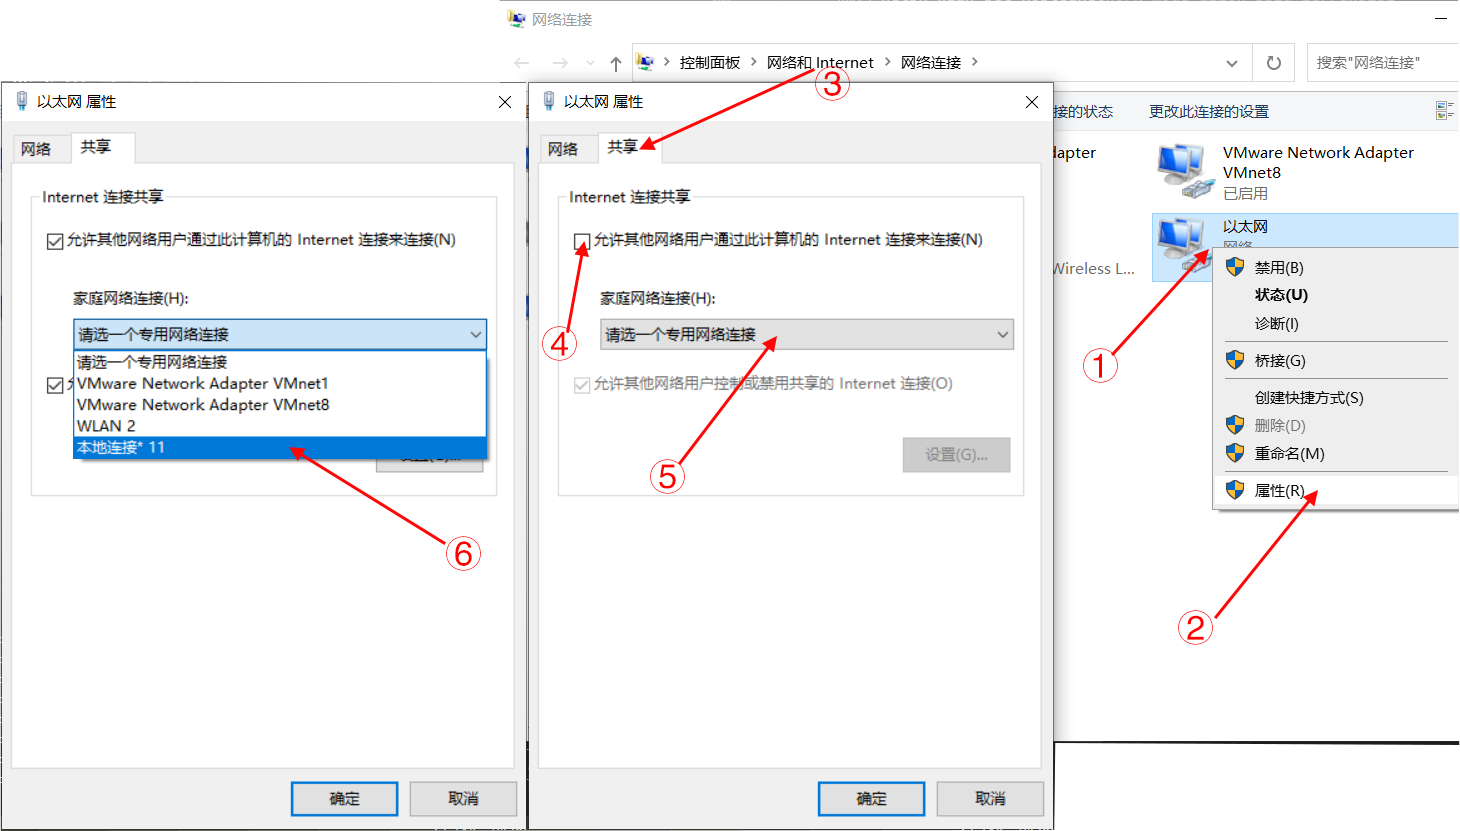 网络连接
控制面板 > 网络和 Internet > 网络连接 >
搜索"网络连接"
接的状态
更改此连接的设置
以太网 属性
网络
共享
Internet 连接共享
允许其他网络用户通过此计算机的 Internet 连接来连接(N)
家庭网络连接(H):
请选一个专用网络连接
请选一个专用网络连接
VMware Network Adapter VMnet1
VMware Network Adapter VMnet8
WLAN 2
本地连接* 11
⑥
确定
取消
以太网 属性
③
网络
共享
Internet 连接共享
允许其他网络用户通过此计算机的 Internet 连接来连接(N)
家庭网络连接(H):
请选一个专用网络连接
④
允许其他网络用户控制或禁用共享的 Internet 连接(O)
设置(G)...
⑤
确定
取消
VMware Network Adapter
VMnet8
已启用
以太网
网络
Wireless L...
禁用(B)
状态(U)
诊断(I)
桥接(G)
①
创建快捷方式(S)
删除(D)
重命名(M)
属性(R)
②